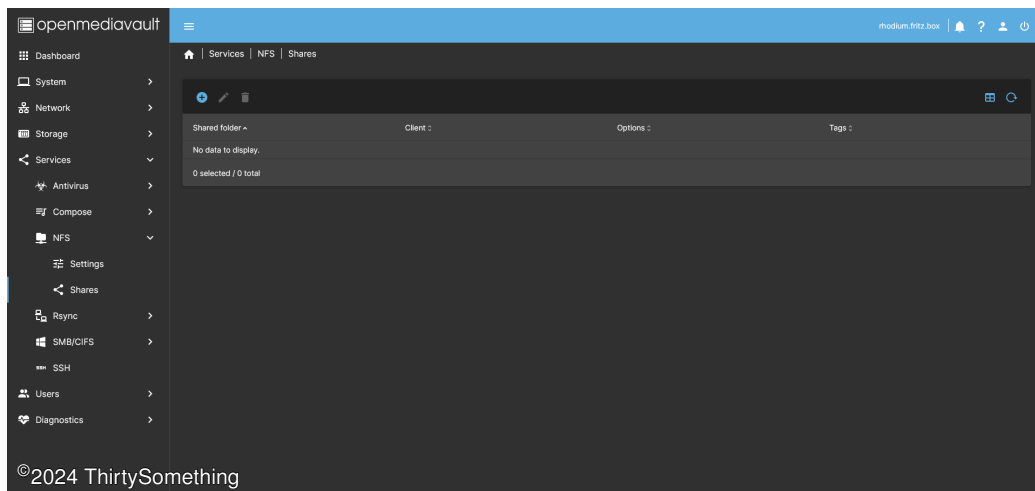 openmediavault
rhodium.fritz.box
?
Dashboard
System
Network
Storage
Services
Antivirus
Compose
NFS
Settings
Shares
Rsync
SMB/CIFS
SSH SSH
Users
Diagnostics
Services | NFS | Shares
Shared folder Client Options Tags
No data to display.
0 selected / 0 total
©2024 ThirtySomething